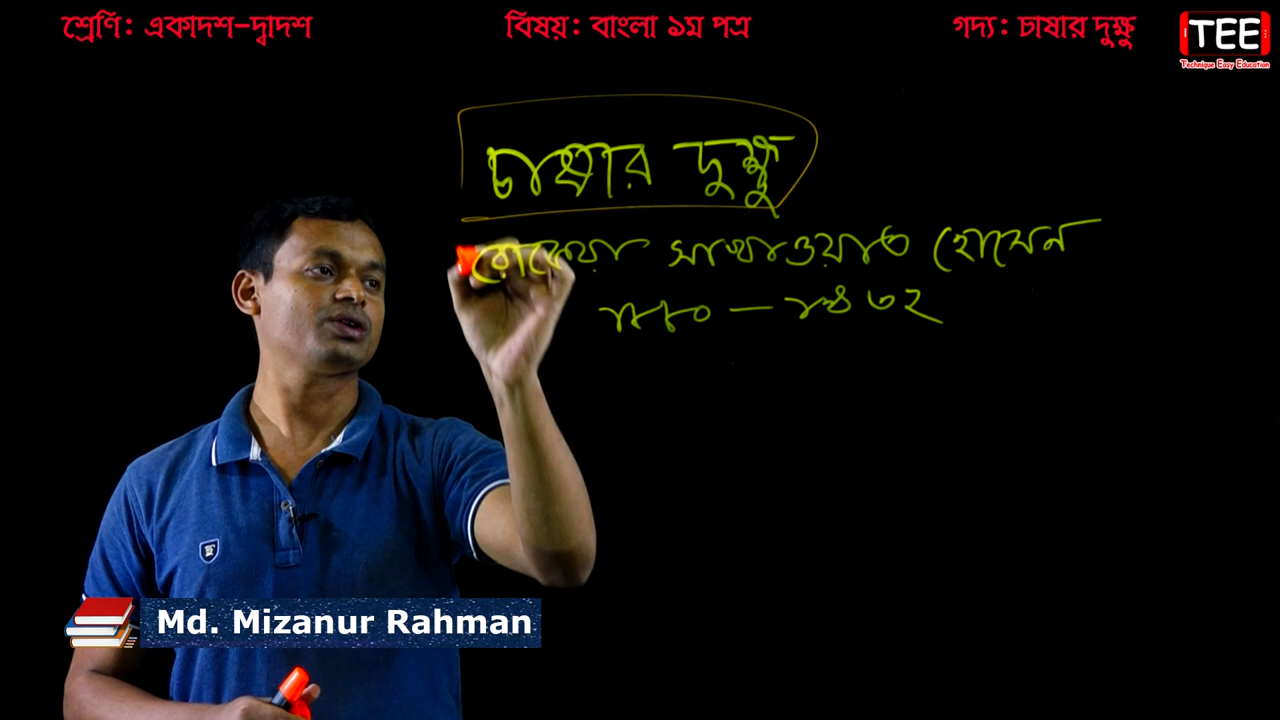 শ্রেণি: একাদশ-দ্বাদশ
বিষয়: বাংলা ১ম পত্র
গদ্য: চাষার দুক্ষু
TEE
Technique Easy Education
চাষার দুক্ষু
রোকেয়া সাখাওয়াত হোসেন
১৮৮০ – ১৯৩২
Md. Mizanur Rahman